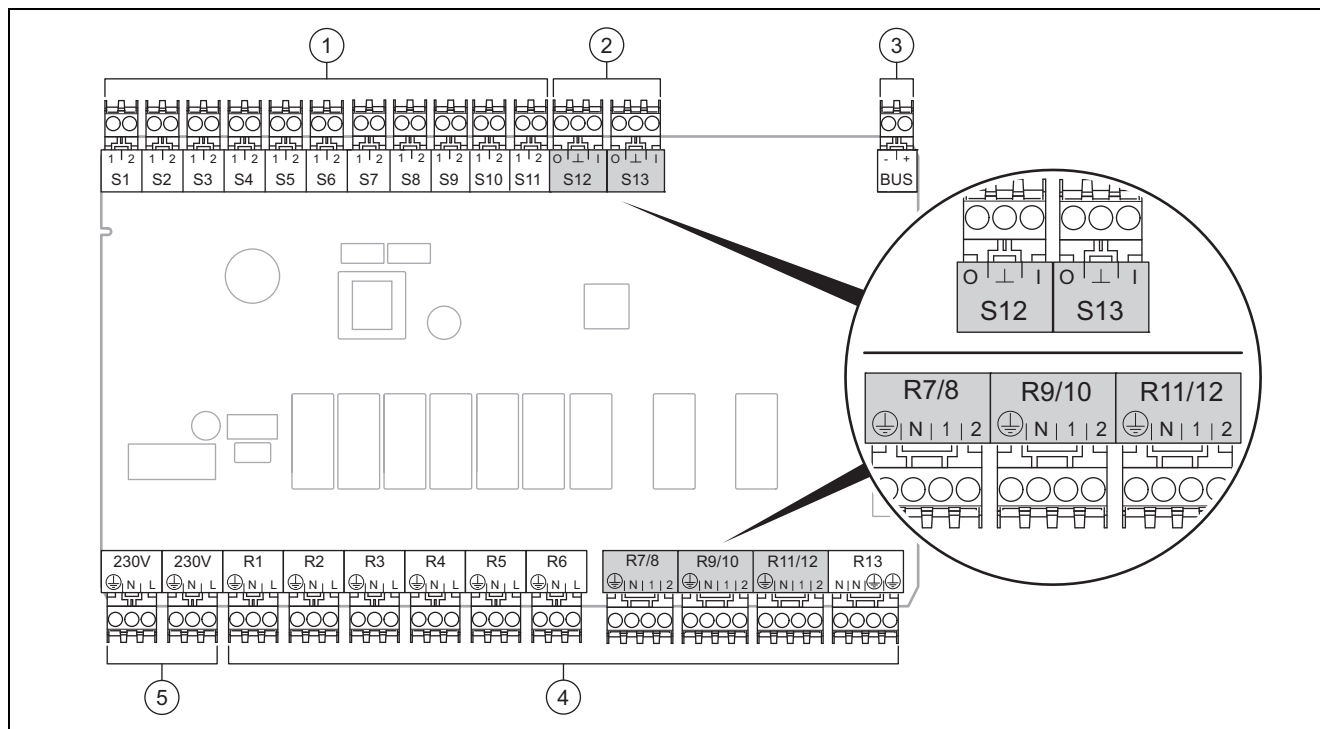 1 2 3
1 2 1 2 1 2 1 2 1 2 1 2 1 2 1 2 1 2 1 2 1 2 O ⊥ I O ⊥ I - +
S1 S2 S3 S4 S5 S6 S7 S8 S9 S10 S11 S12 S13 BUS
O ⊥ I O ⊥ I
S12 S13
R7/8 R9/10 R11/12
N 1 2 N 1 2 N 1 2
230V 230V R1 R2 R3 R4 R5 R6 R7/8 R9/10 R11/12 R13
N L N L N L N L N L N L N L N L N 1 2 N 1 2 N 1 2 N N
5 4